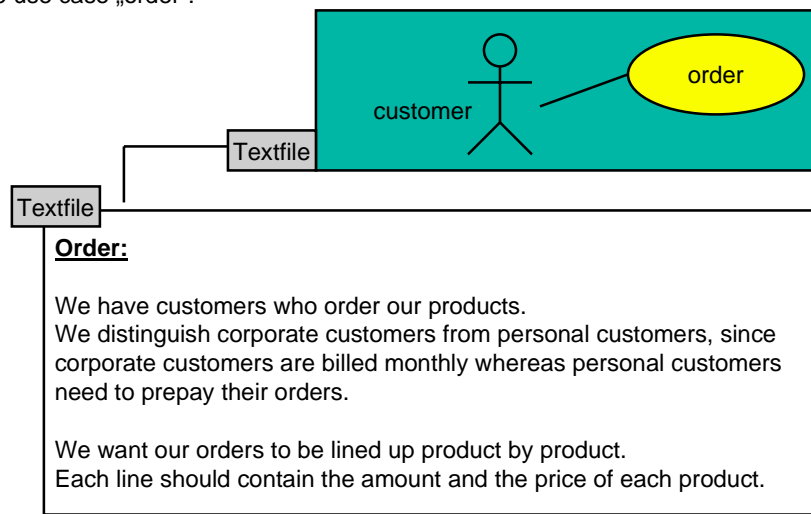 use case „order“.
order
customer
Textfile
Textfile
Order:
We have customers who order our products.
We distinguish corporate customers from personal customers, since
corporate customers are billed monthly whereas personal customers
need to prepay their orders.
We want our orders to be lined up product by product.
Each line should contain the amount and the price of each product.